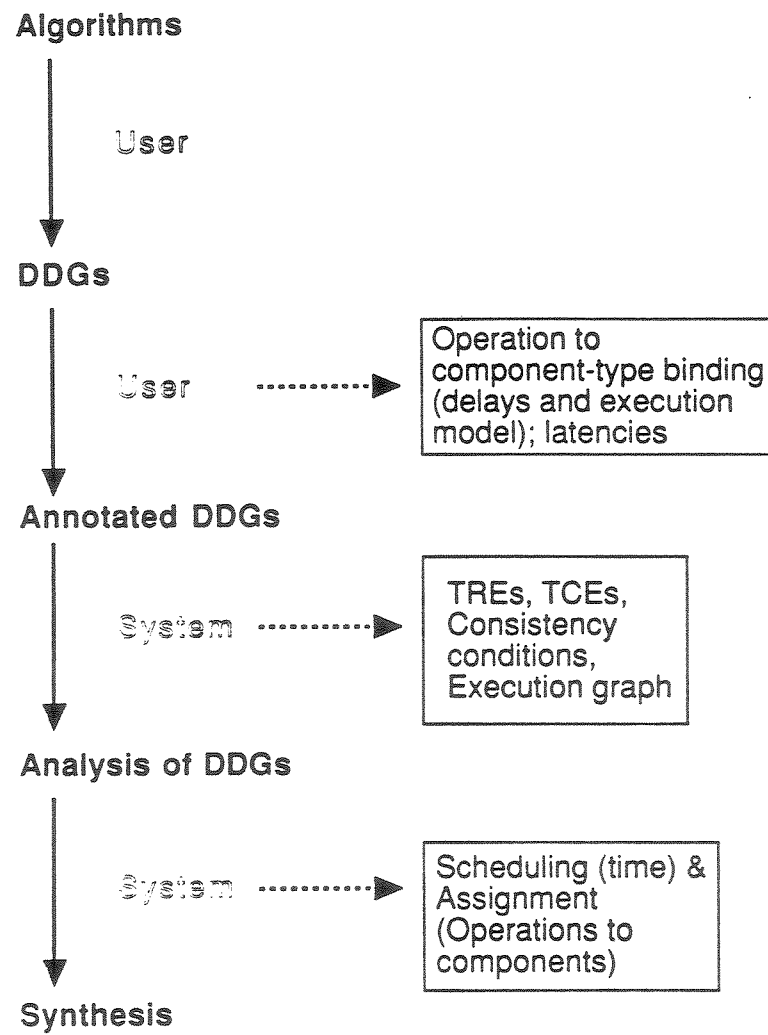 Algorithms
User
DDGs
User
Operation to
component-type binding
(delays and execution
model); latencies
Annotated DDGs
System
TREs, TCEs,
Consistency
conditions,
Execution graph
Analysis of DDGs
System
Scheduling (time) &
Assignment
(Operations to
components)
Synthesis